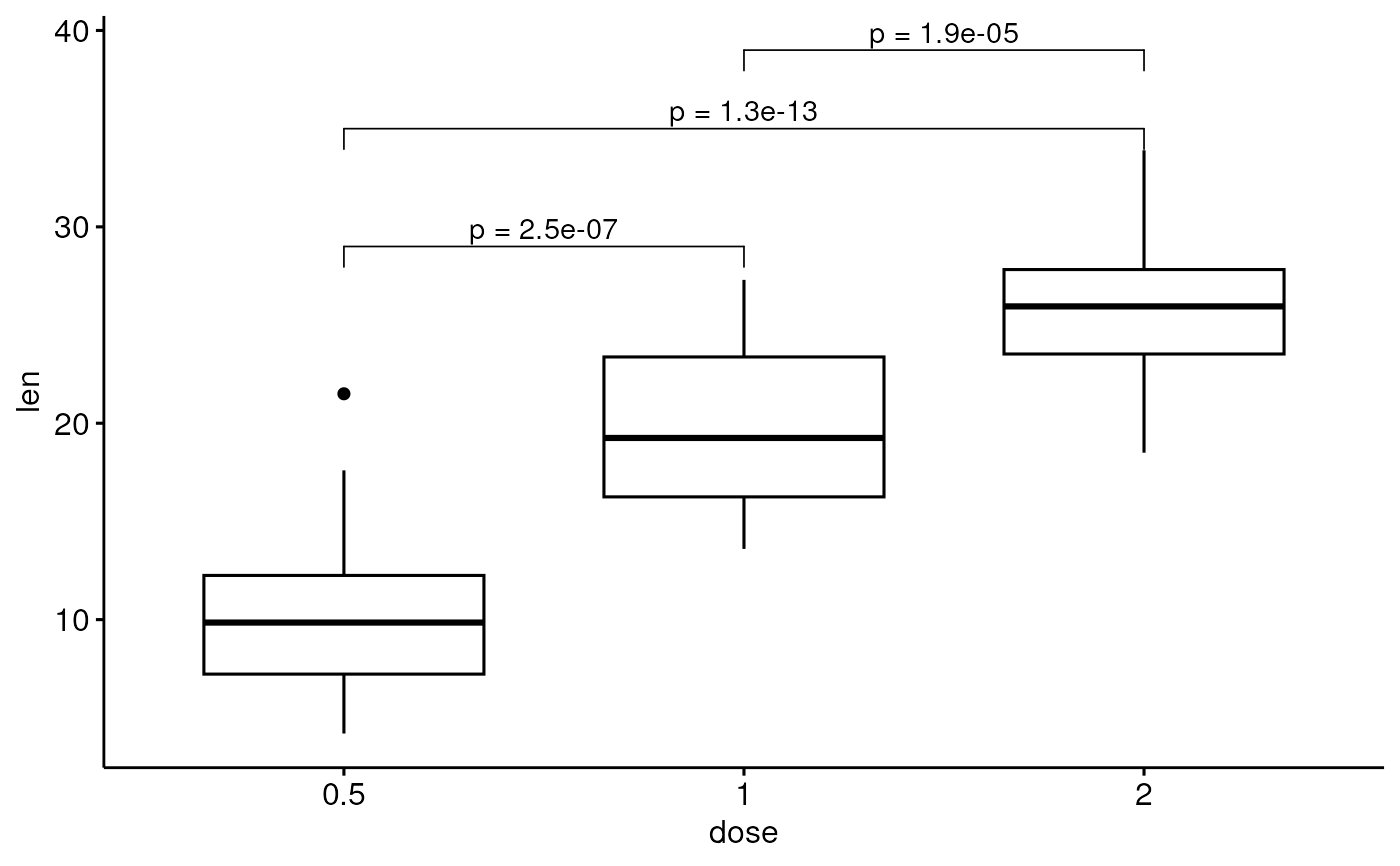 40
p = 1.9e-05
p = 1.3e-13
30
p = 2.5e-07
len
20
10
0.5 1 2
dose